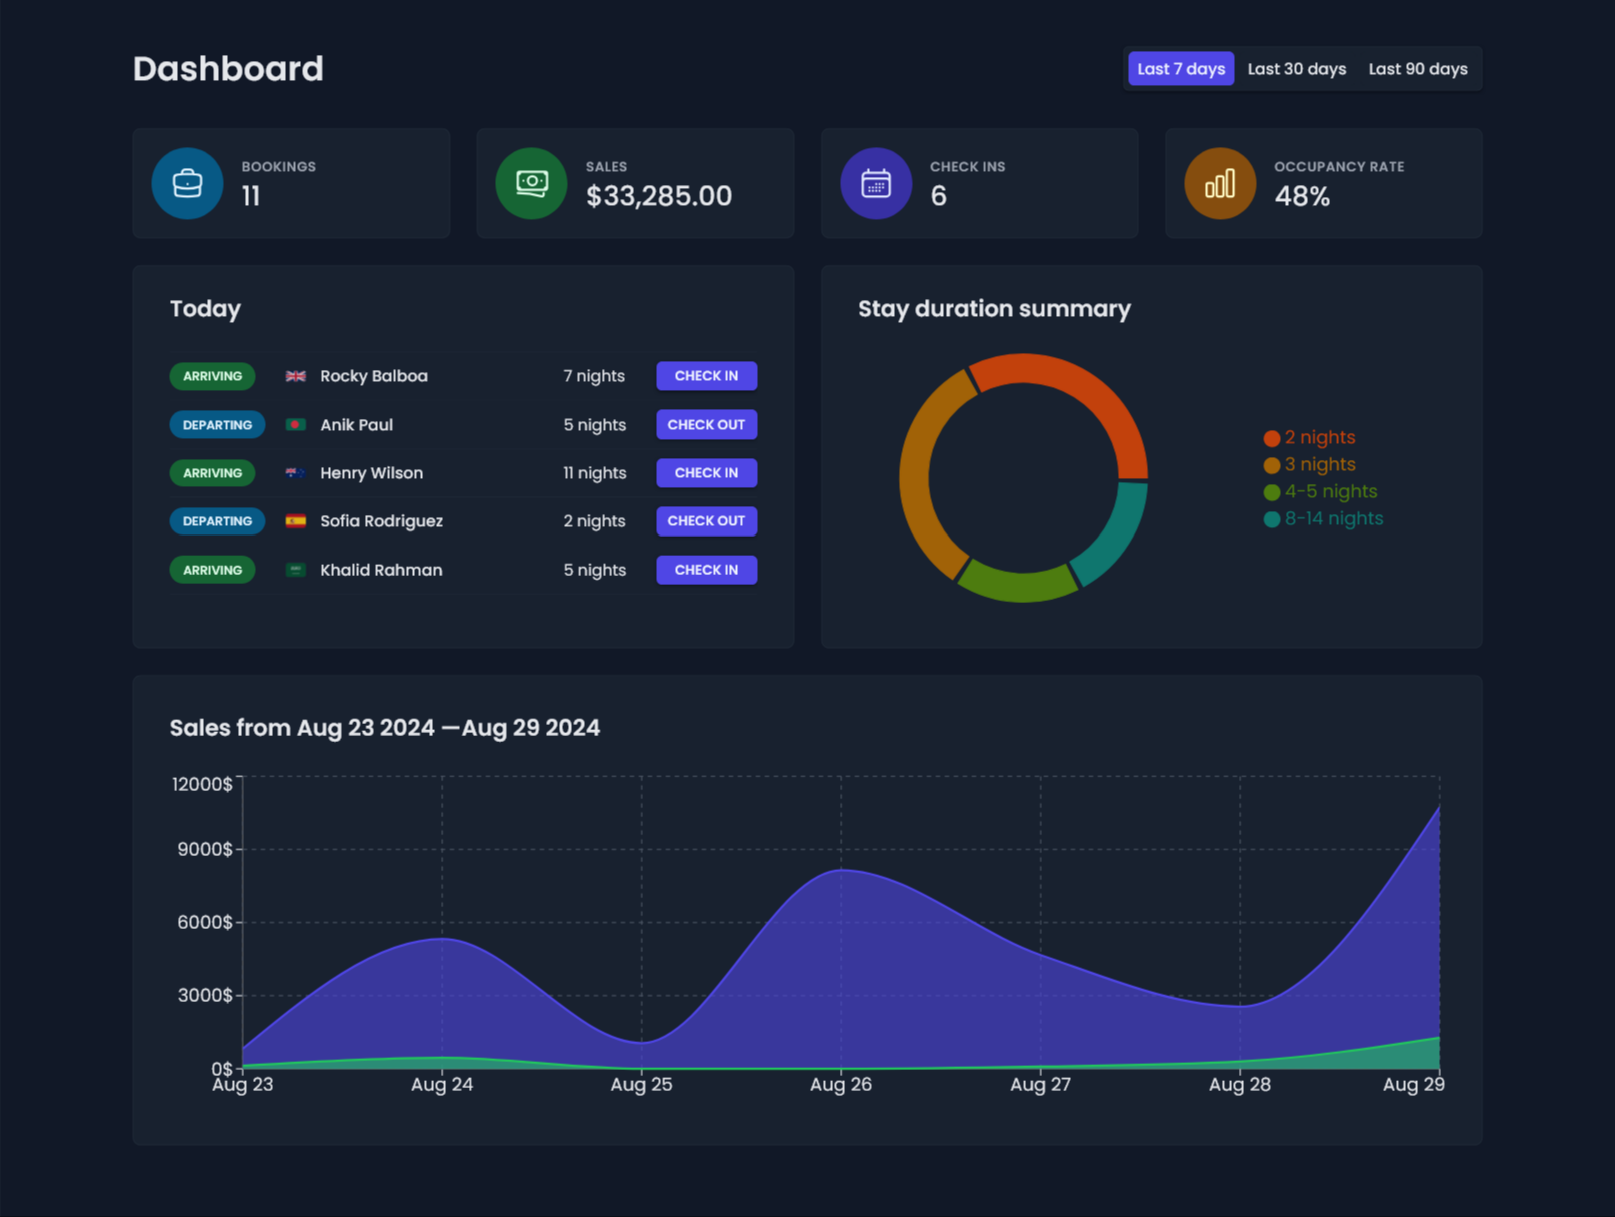 Dashboard
Last 7 days Last 30 days Last 90 days
BOOKINGS
11
SALES
$33,285.00
CHECK INS
6
OCCUPANCY RATE
48%
Today
ARRIVING Rocky Balboa 7 nights CHECK IN
DEPARTING Anik Paul 5 nights CHECK OUT
ARRIVING Henry Wilson 11 nights CHECK IN
DEPARTING Sofia Rodriguez 2 nights CHECK OUT
ARRIVING Khalid Rahman 5 nights CHECK IN
Stay duration summary
2 nights
3 nights
4-5 nights
8-14 nights
Sales from Aug 23 2024 —Aug 29 2024
12000$
9000$
6000$
3000$
0$
Aug 23 Aug 24 Aug 25 Aug 26 Aug 27 Aug 28 Aug 29